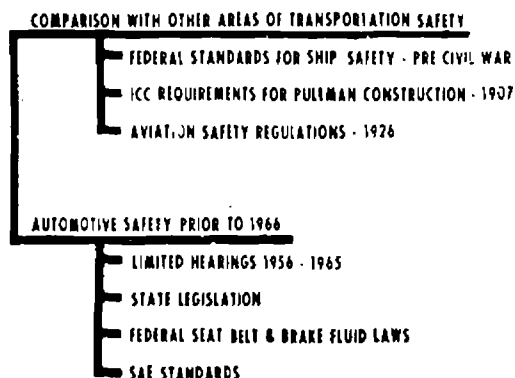 COMPARISON WITH OTHER AREAS OF TRANSPORTATION SAFETY
FEDERAL STANDARDS FOR SHIP SAFETY - PRE CIVIL WAR
ICC REQUIREMENTS FOR PULLMAN CONSTRUCTION - 1907
AVIATION SAFETY REGULATIONS - 1926
AUTOMOTIVE SAFETY PRIOR TO 1966
LIMITED HEARINGS 1956 - 1965
STATE LEGISLATION
FEDERAL SEAT BELT & BRAKE FLUID LAWS
SAE STANDARDS